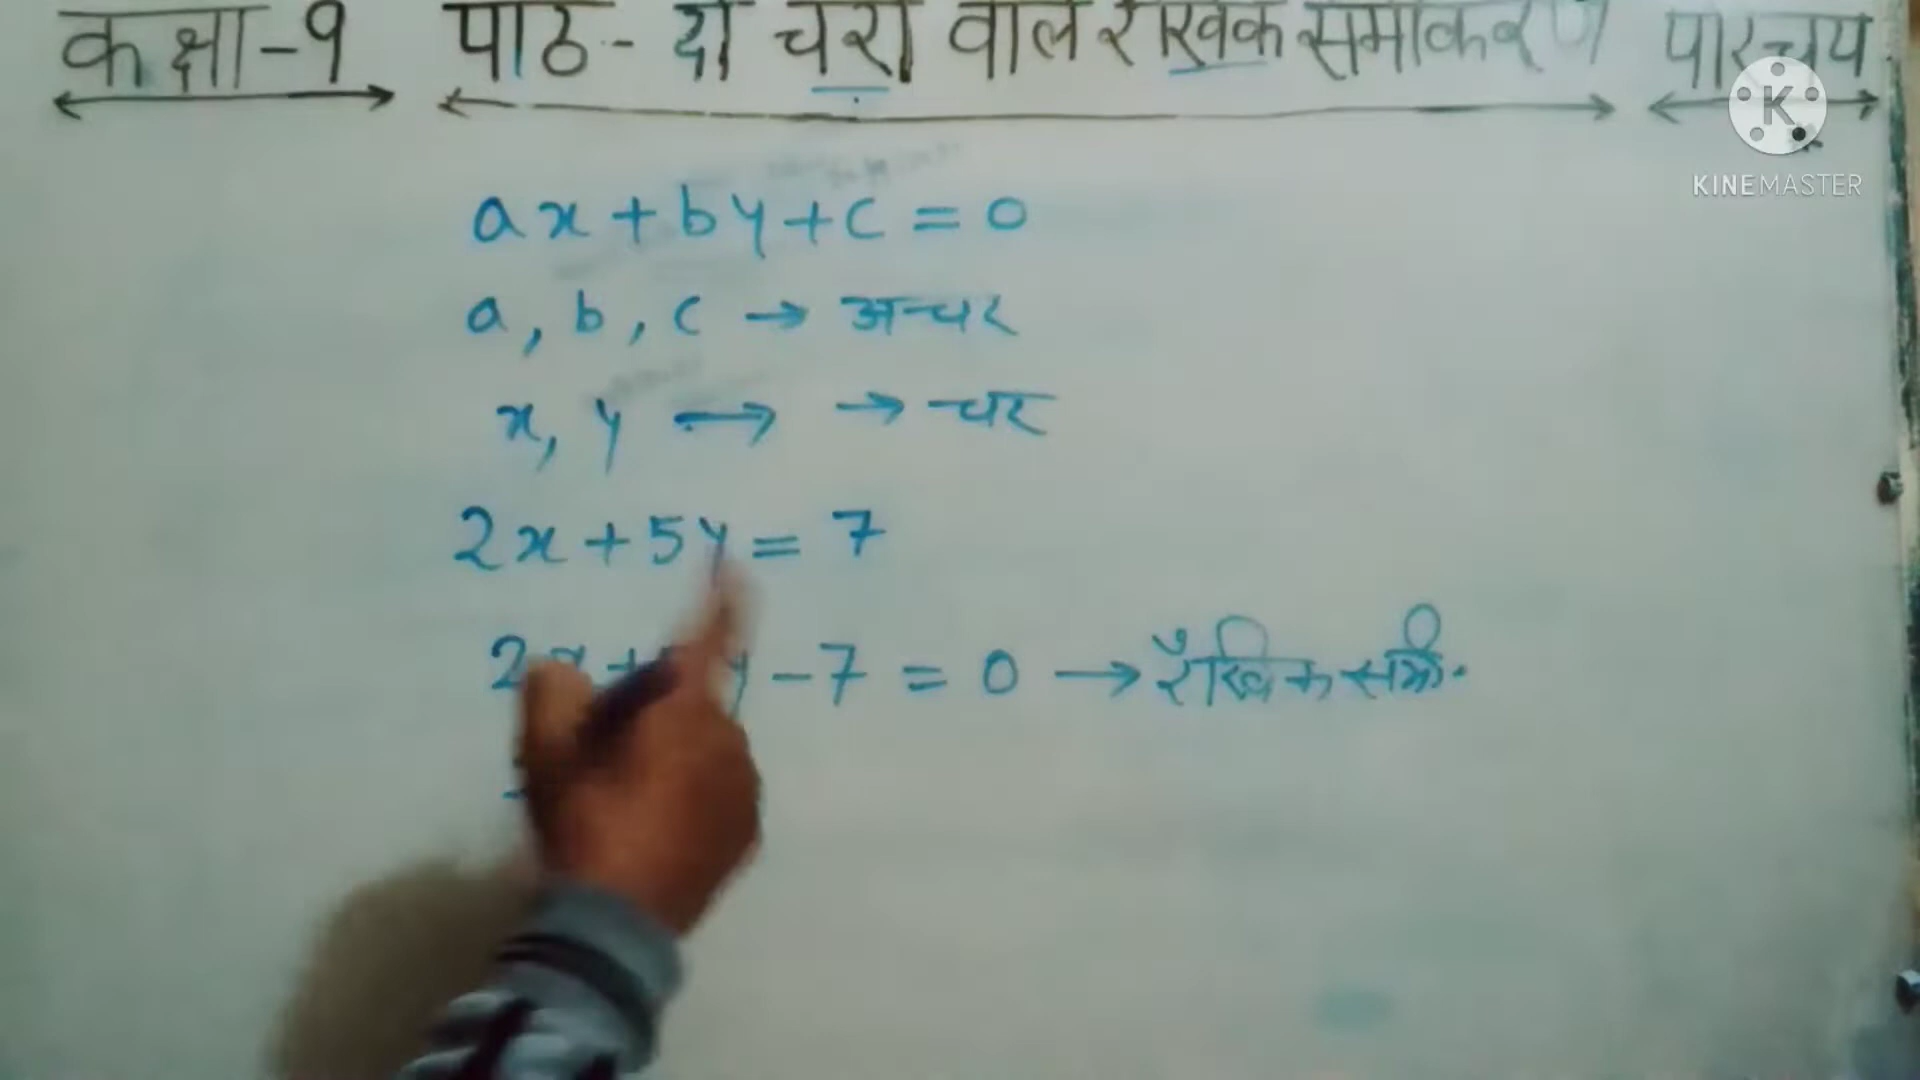 कक्षा-9 पाठ- दो चरों वाले रैखिक समीकरण परिचय
K
KINEMASTER
ax+by+c=0
a, b, c → अचर
x, y → → चर
2x+5y=7
-7=0 → रैखिक समी.